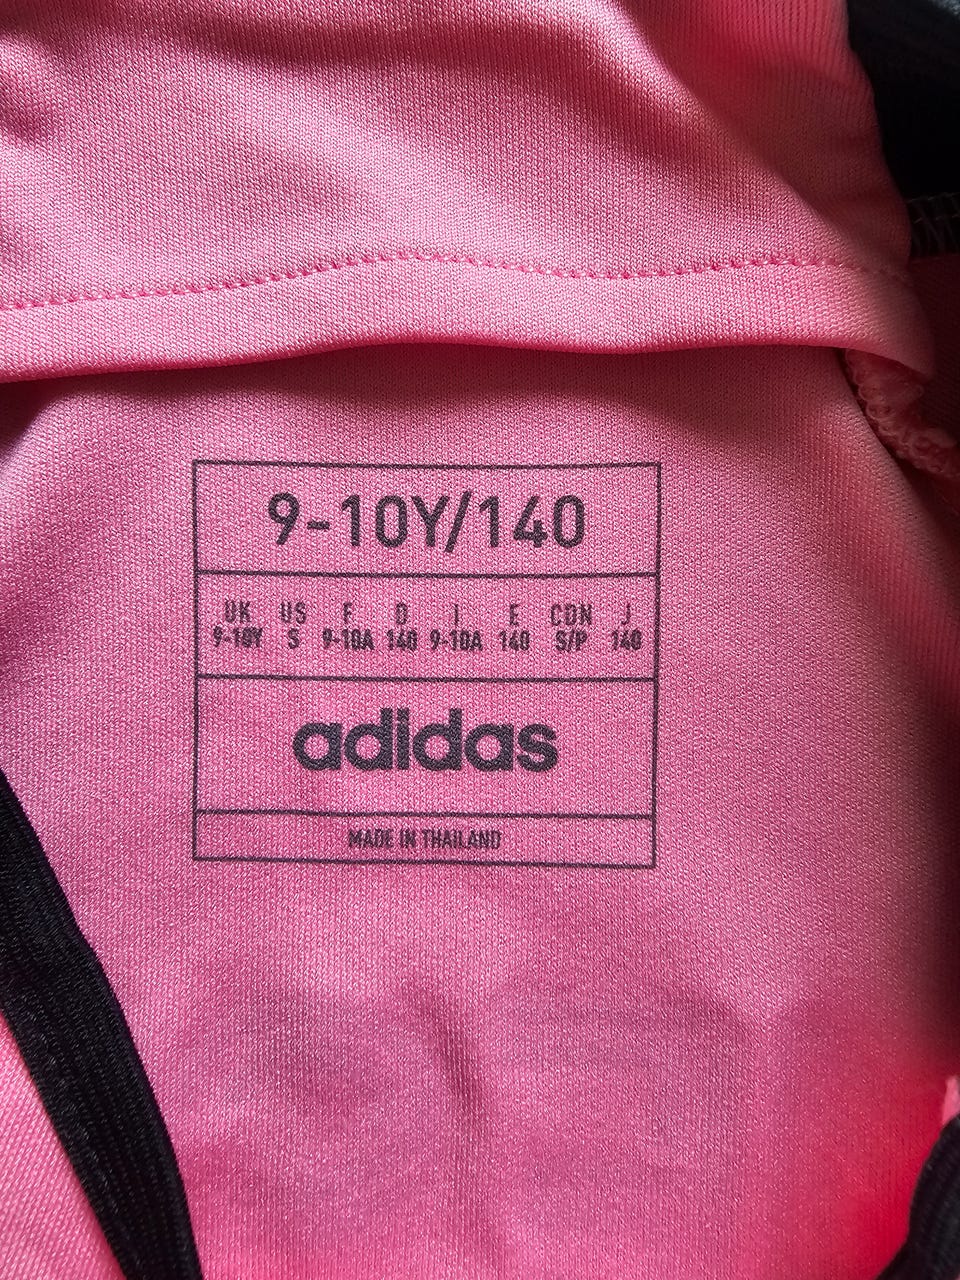 9-10Y/140
UK US F D I E CDN J
9-10Y S 9-10A 140 9-10A 140 S/P 140
adidas
MADE IN THAILAND